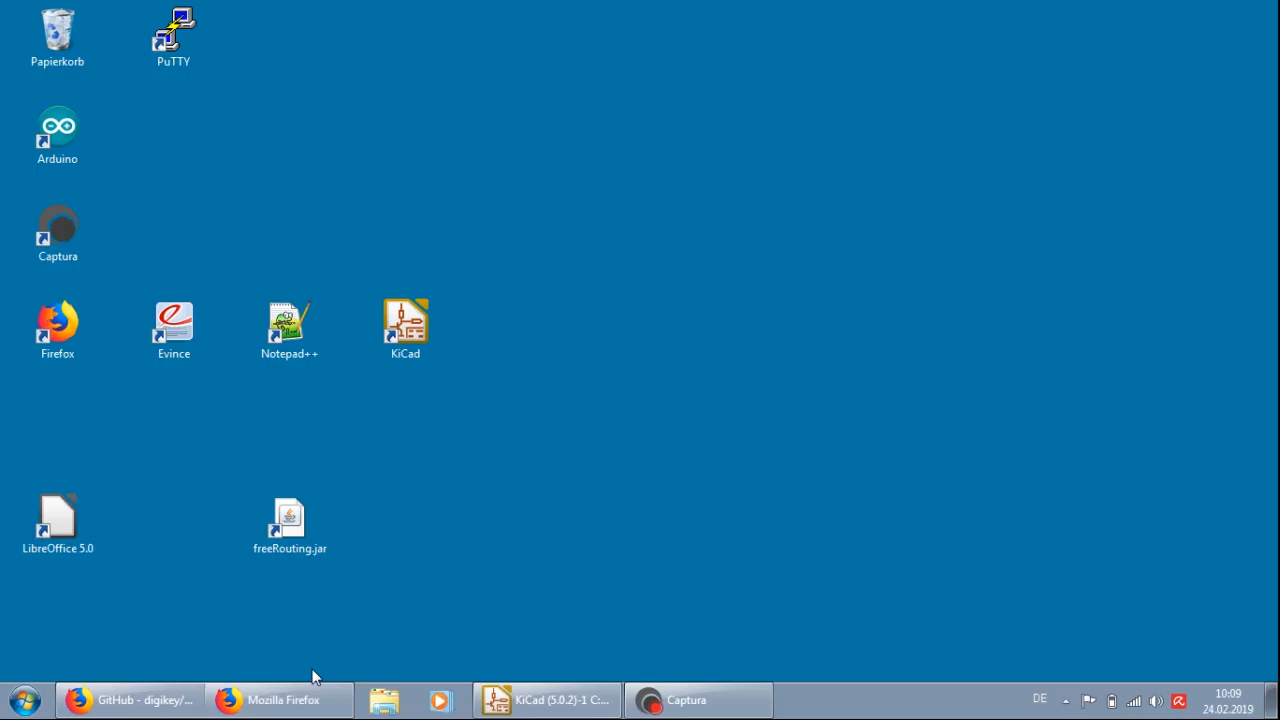 Papierkorb
PuTTY
Arduino
Captura
Firefox
Evince
Notepad++
KiCad
LibreOffice 5.0
freeRouting.jar
GitHub - digikey/...
Mozilla Firefox
KiCad (5.0.2)-1 C:...
Captura
DE
10:09
24.02.2019